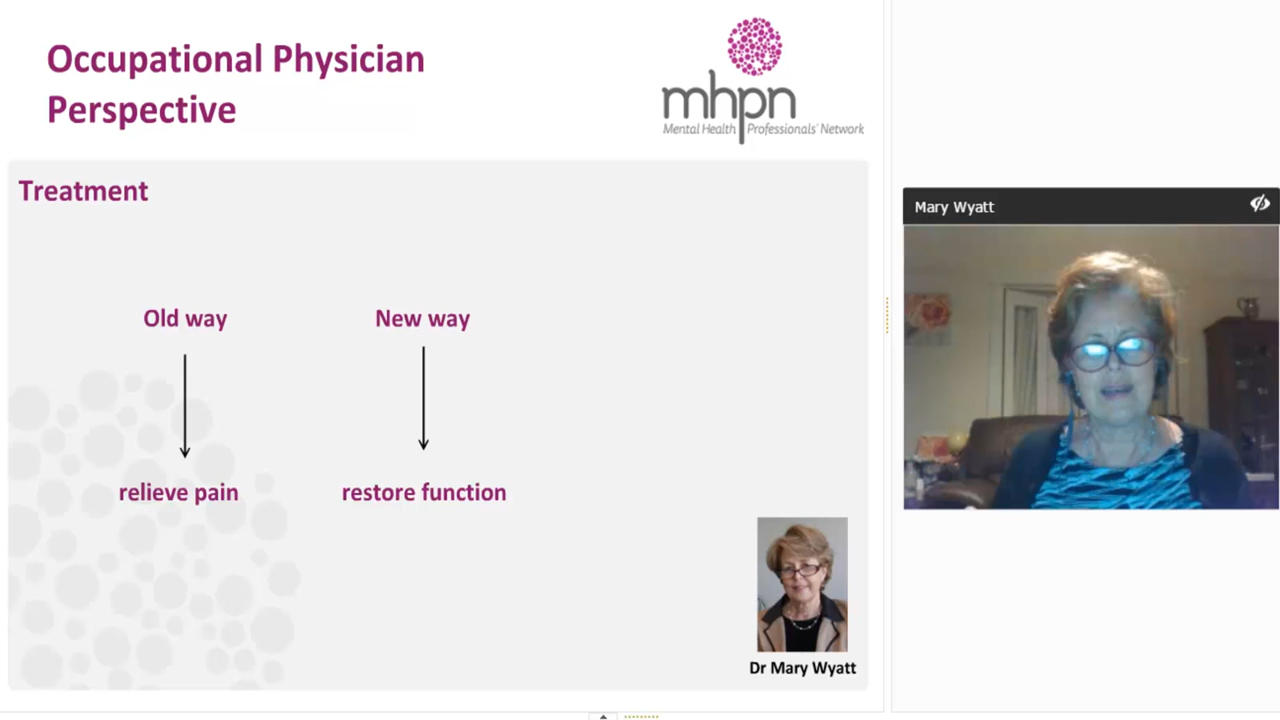 Occupational Physician
Perspective
mhpn
Mental Health Professionals' Network
Treatment
Old way
New way
relieve pain
restore function
Dr Mary Wyatt
Mary Wyatt